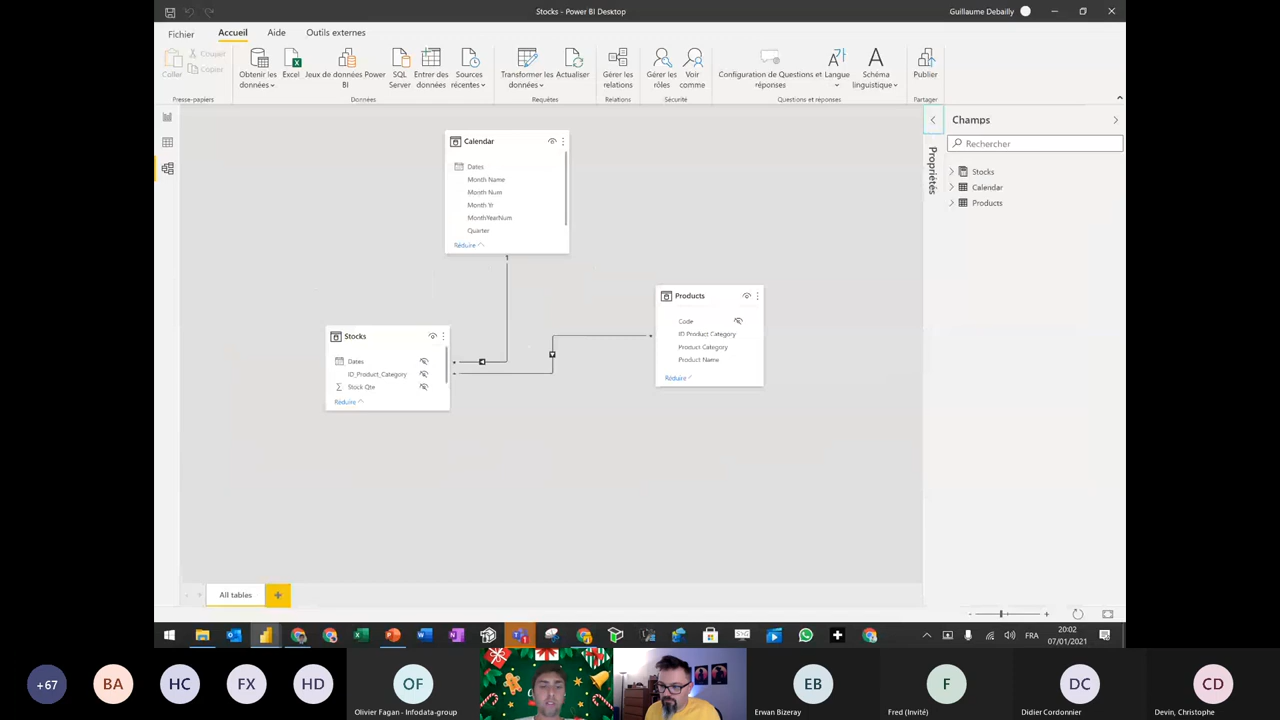 Stocks - Power BI Desktop
Guillaume Debailly
Fichier
Accueil
Aide
Outils externes
Coller
Couper
Copier
Presse-papiers
Obtenir les données
Excel
Jeux de données Power BI
SQL Server
Entrer des données
Sources récentes
Données
Transformer les données
Actualiser
Requêtes
Gérer les relations
Relations
Gérer les rôles
Voir comme
Sécurité
Configuration de Questions et réponses
Langue
Schéma linguistique
Questions et réponses
Publier
Partager
Calendar
Dates
Month Name
Month Num
Month Yr
MonthYearNum
Quarter
Réduire
1
Products
Code
ID Product Category
Product Category
Product Name
Réduire
Stocks
Dates
ID_Product_Category
Stock Qte
Réduire
Propriétés
Champs
Rechercher
Stocks
Calendar
Products
All tables
FR
20:02
07/01/2021
+67
BA
HC
FX
HD
OF
Olivier Fagan - Infodata-group
EB
Erwan Bizeray
F
Fred (Invité)
DC
Didier Cordonnier
CD
Devin, Christophe